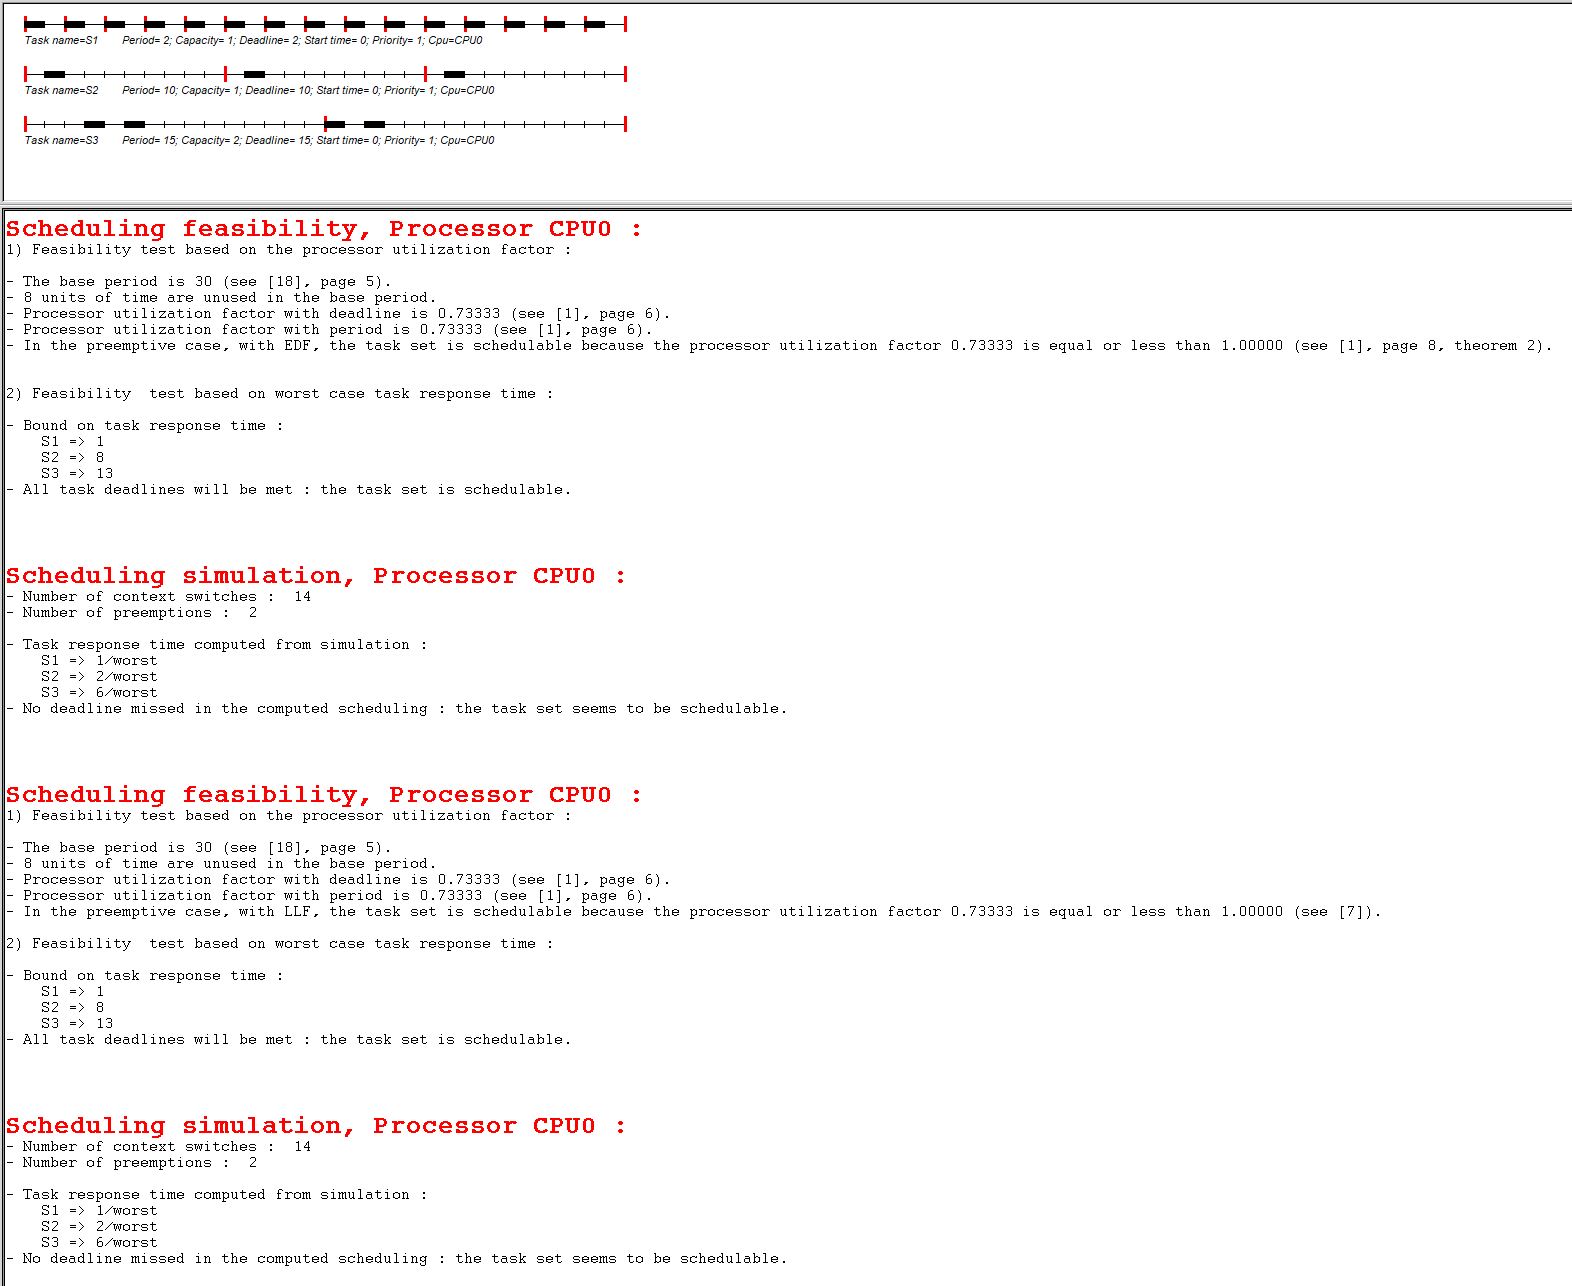 Task name=S1 Period= 2; Capacity= 1; Deadline= 2; Start time= 0; Priority= 1; Cpu=CPU0
Task name=S2 Period= 10; Capacity= 1; Deadline= 10; Start time= 0; Priority= 1; Cpu=CPU0
Task name=S3 Period= 15; Capacity= 2; Deadline= 15; Start time= 0; Priority= 1; Cpu=CPU0
Scheduling feasibility, Processor CPU0 :
1) Feasibility test based on the processor utilization factor :
- The base period is 30 (see [18], page 5).
- 8 units of time are unused in the base period.
- Processor utilization factor with deadline is 0.73333 (see [1], page 6).
- Processor utilization factor with period is 0.73333 (see [1], page 6).
- In the preemptive case, with EDF, the task set is schedulable because the processor utilization factor 0.73333 is equal or less than 1.00000 (see [1], page 8, theorem 2).
2) Feasibility  test based on worst case task response time :
- Bound on task response time :
S1 => 1
S2 => 8
S3 => 13
- All task deadlines will be met : the task set is schedulable.
Scheduling simulation, Processor CPU0 :
- Number of context switches :  14
- Number of preemptions :  2
- Task response time computed from simulation :
S1 => 1/worst
S2 => 2/worst
S3 => 6/worst
- No deadline missed in the computed scheduling : the task set seems to be schedulable.
Scheduling feasibility, Processor CPU0 :
1) Feasibility test based on the processor utilization factor :
- The base period is 30 (see [18], page 5).
- 8 units of time are unused in the base period.
- Processor utilization factor with deadline is 0.73333 (see [1], page 6).
- Processor utilization factor with period is 0.73333 (see [1], page 6).
- In the preemptive case, with LLF, the task set is schedulable because the processor utilization factor 0.73333 is equal or less than 1.00000 (see [7]).
2) Feasibility  test based on worst case task response time :
- Bound on task response time :
S1 => 1
S2 => 8
S3 => 13
- All task deadlines will be met : the task set is schedulable.
Scheduling simulation, Processor CPU0 :
- Number of context switches :  14
- Number of preemptions :  2
- Task response time computed from simulation :
S1 => 1/worst
S2 => 2/worst
S3 => 6/worst
- No deadline missed in the computed scheduling : the task set seems to be schedulable.